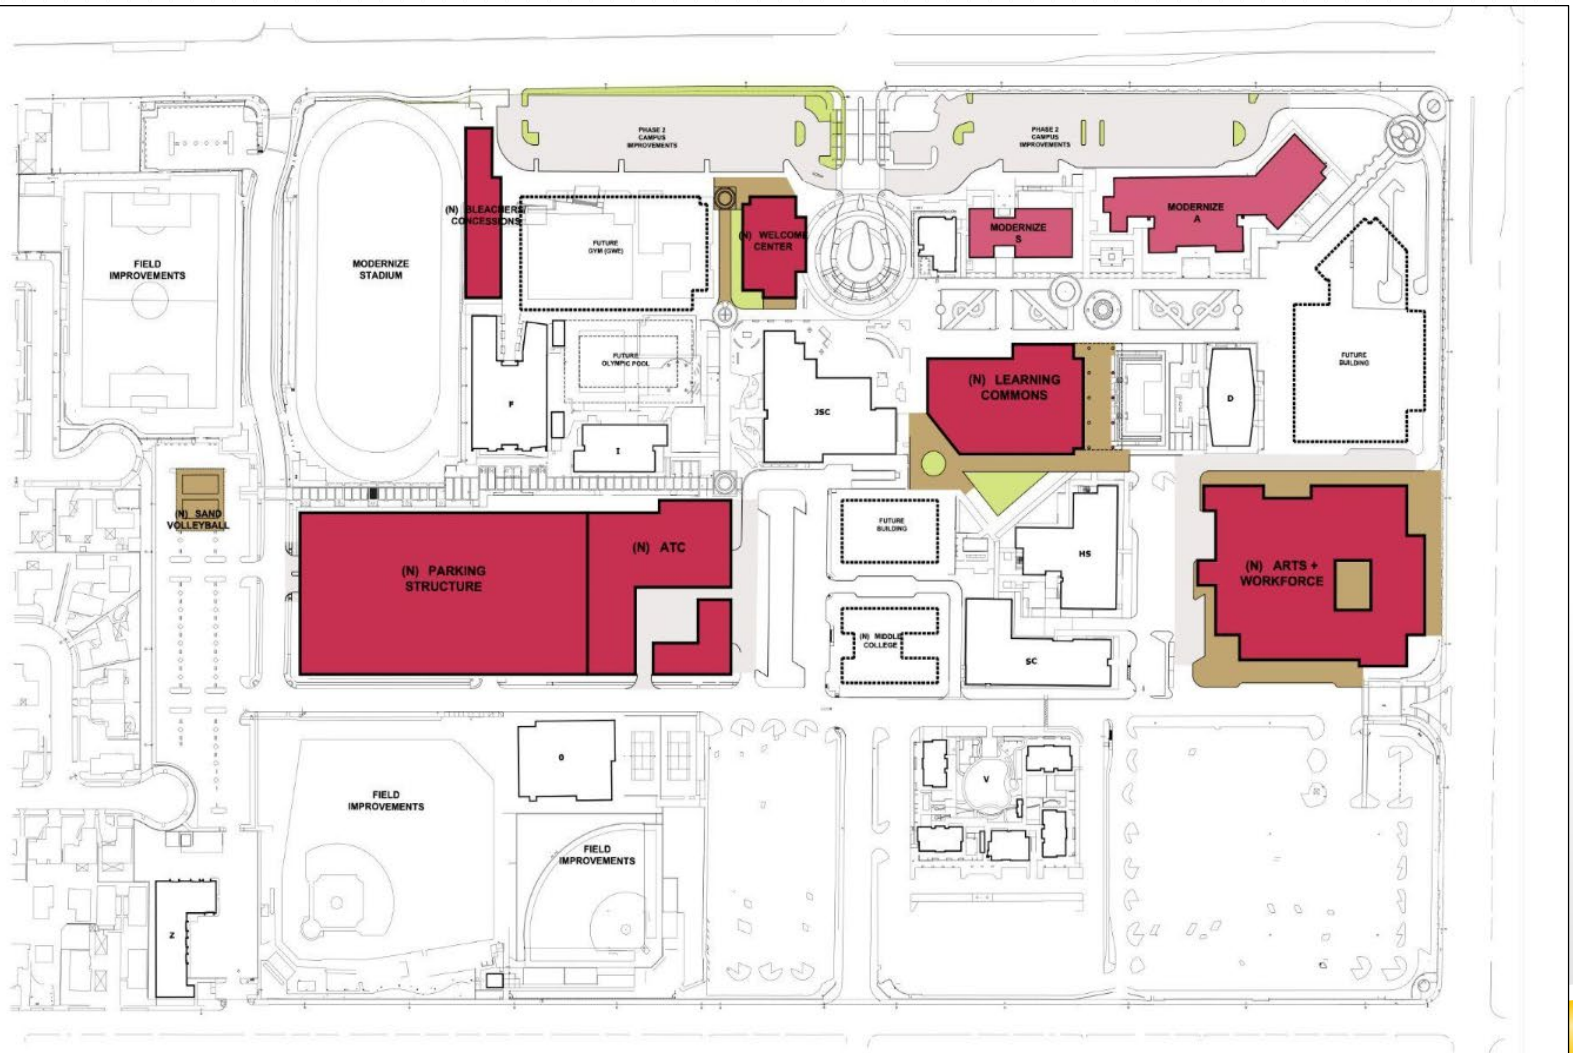 PHASE 2
CAMPUS
IMPROVEMENTS
PHASE 2
CAMPUS
IMPROVEMENTS
(N) BLEACHERS/
CONCESSIONS
MODERNIZE
A
MODERNIZE
S
(N) WELCOME
CENTER
FUTURE
GYM (GWE)
FIELD
IMPROVEMENTS
MODERNIZE
STADIUM
FUTURE
OLYMPIC POOL
FUTURE
BUILDING
(N) LEARNING
COMMONS
F
JSC
D
I
(N) SAND
VOLLEYBALL
FUTURE
BUILDING
(N) ATC
HS
(N) PARKING
STRUCTURE
(N) ARTS +
WORKFORCE
(N) MIDDLE
COLLEGE
SC
V
FIELD
IMPROVEMENTS
FIELD
IMPROVEMENTS
Z